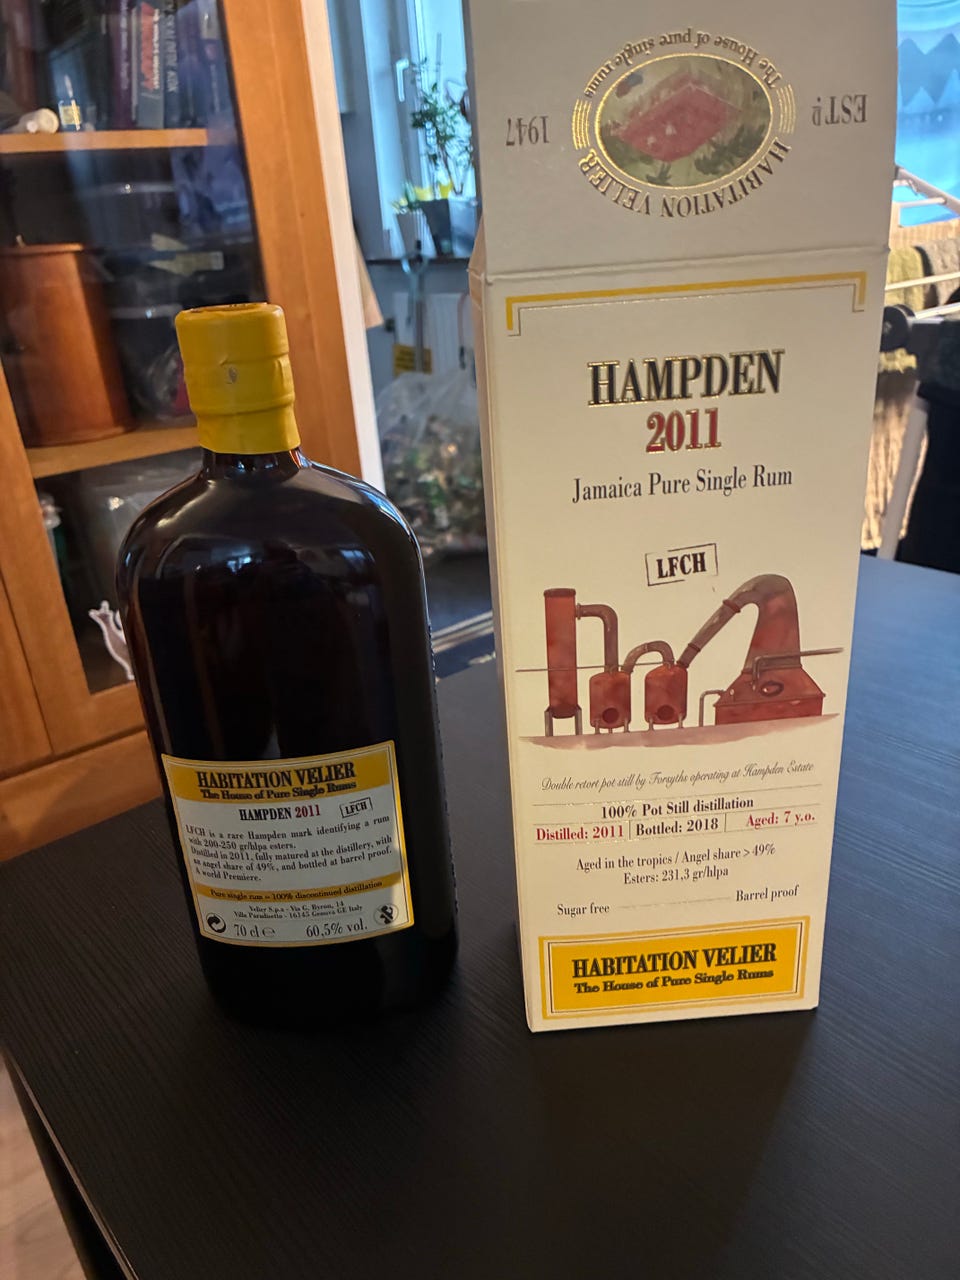 The House of pure single rums
HABITATION VELIER
1947
EST.D
HAMPDEN
2011
Jamaica Pure Single Rum
LFCH
Double retort pot still by Forsyths operating at Hampden Estate
100% Pot Still distillation
Distilled: 2011 Bottled: 2018 Aged: 7 y.o.
Aged in the tropics / Angel share > 49%
Esters: 231,3 gr/hlpa
Sugar free Barrel proof
HABITATION VELIER
The House of Pure Single Rums
HABITATION VELIER
The House of Pure Single Rums
HAMPDEN 2011 LFCH
LFCH is a rare Hampden mark identifying a rum
with 200-250 gr/hlpa esters.
Distilled in 2011, fully matured at the distillery, with
an angel share of 49%, and bottled at barrel proof.
A world Premiere.
Pure single rum = 100% discontinued distillation
Velier S.p.a - Via G. Byron, 14
Villa Paradisetto - 16145 Genova GE Italy
70 cl e 60,5% vol.